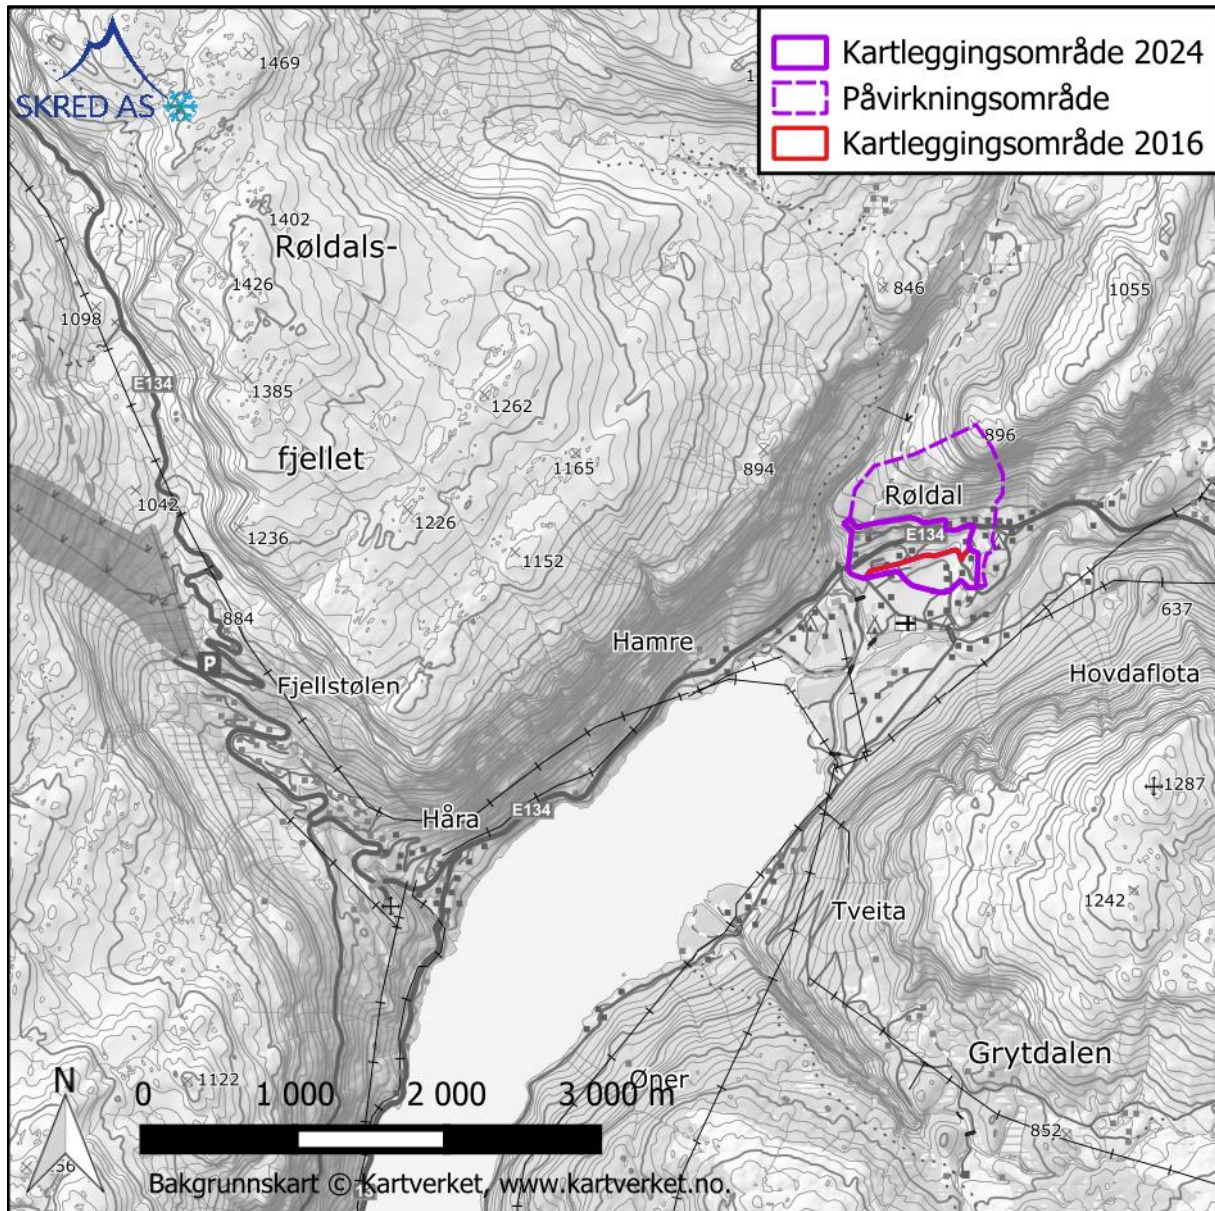 SKRED AS
Kartleggingsområde 2024
Påvirkningsområde
Kartleggingsområde 2016
1469
1402
Røldals-
1426
846
1055
1098
E134
1385
1262
896
fjellet
1165
894
Røldal
1042
1226
1236
E134
1152
884
637
Hamre
P
Fjellstølen
Hovdaflota
1287
E134
Håra
1242
Tveita
Grytdalen
N
1122
Øner
0 1 000 2 000 3 000 m
852
Bakgrunnskart © Kartverket, www.kartverket.no.